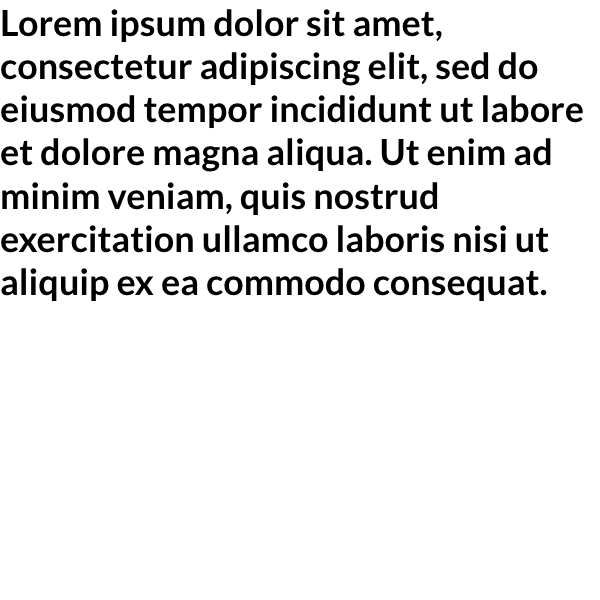 Lorem ipsum dolor sit amet,
consectetur adipiscing elit, sed do
eiusmod tempor incididunt ut labore
et dolore magna aliqua. Ut enim ad
minim veniam, quis nostrud
exercitation ullamco laboris nisi ut
aliquip ex ea commodo consequat.